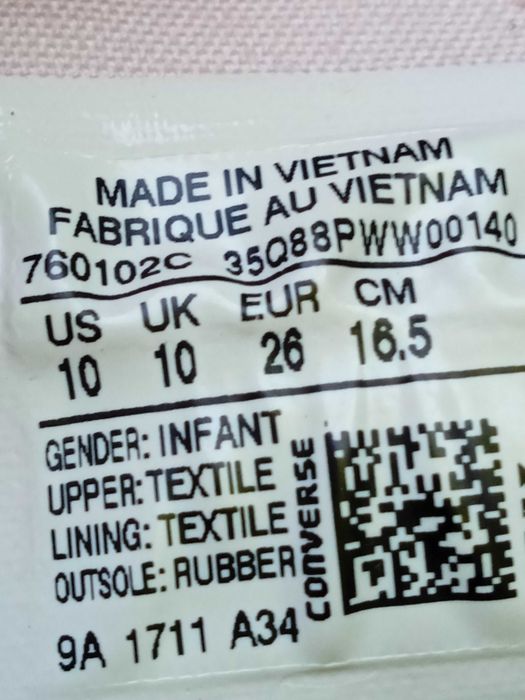 MADE IN VIETNAM
FABRIQUE AU VIETNAM
760102C 35Q88PWW00140
US UK EUR CM
10 10 26 16.5
GENDER: INFANT
UPPER: TEXTILE
LINING: TEXTILE
OUTSOLE: RUBBER
CONVERSE
9A 1711 A34